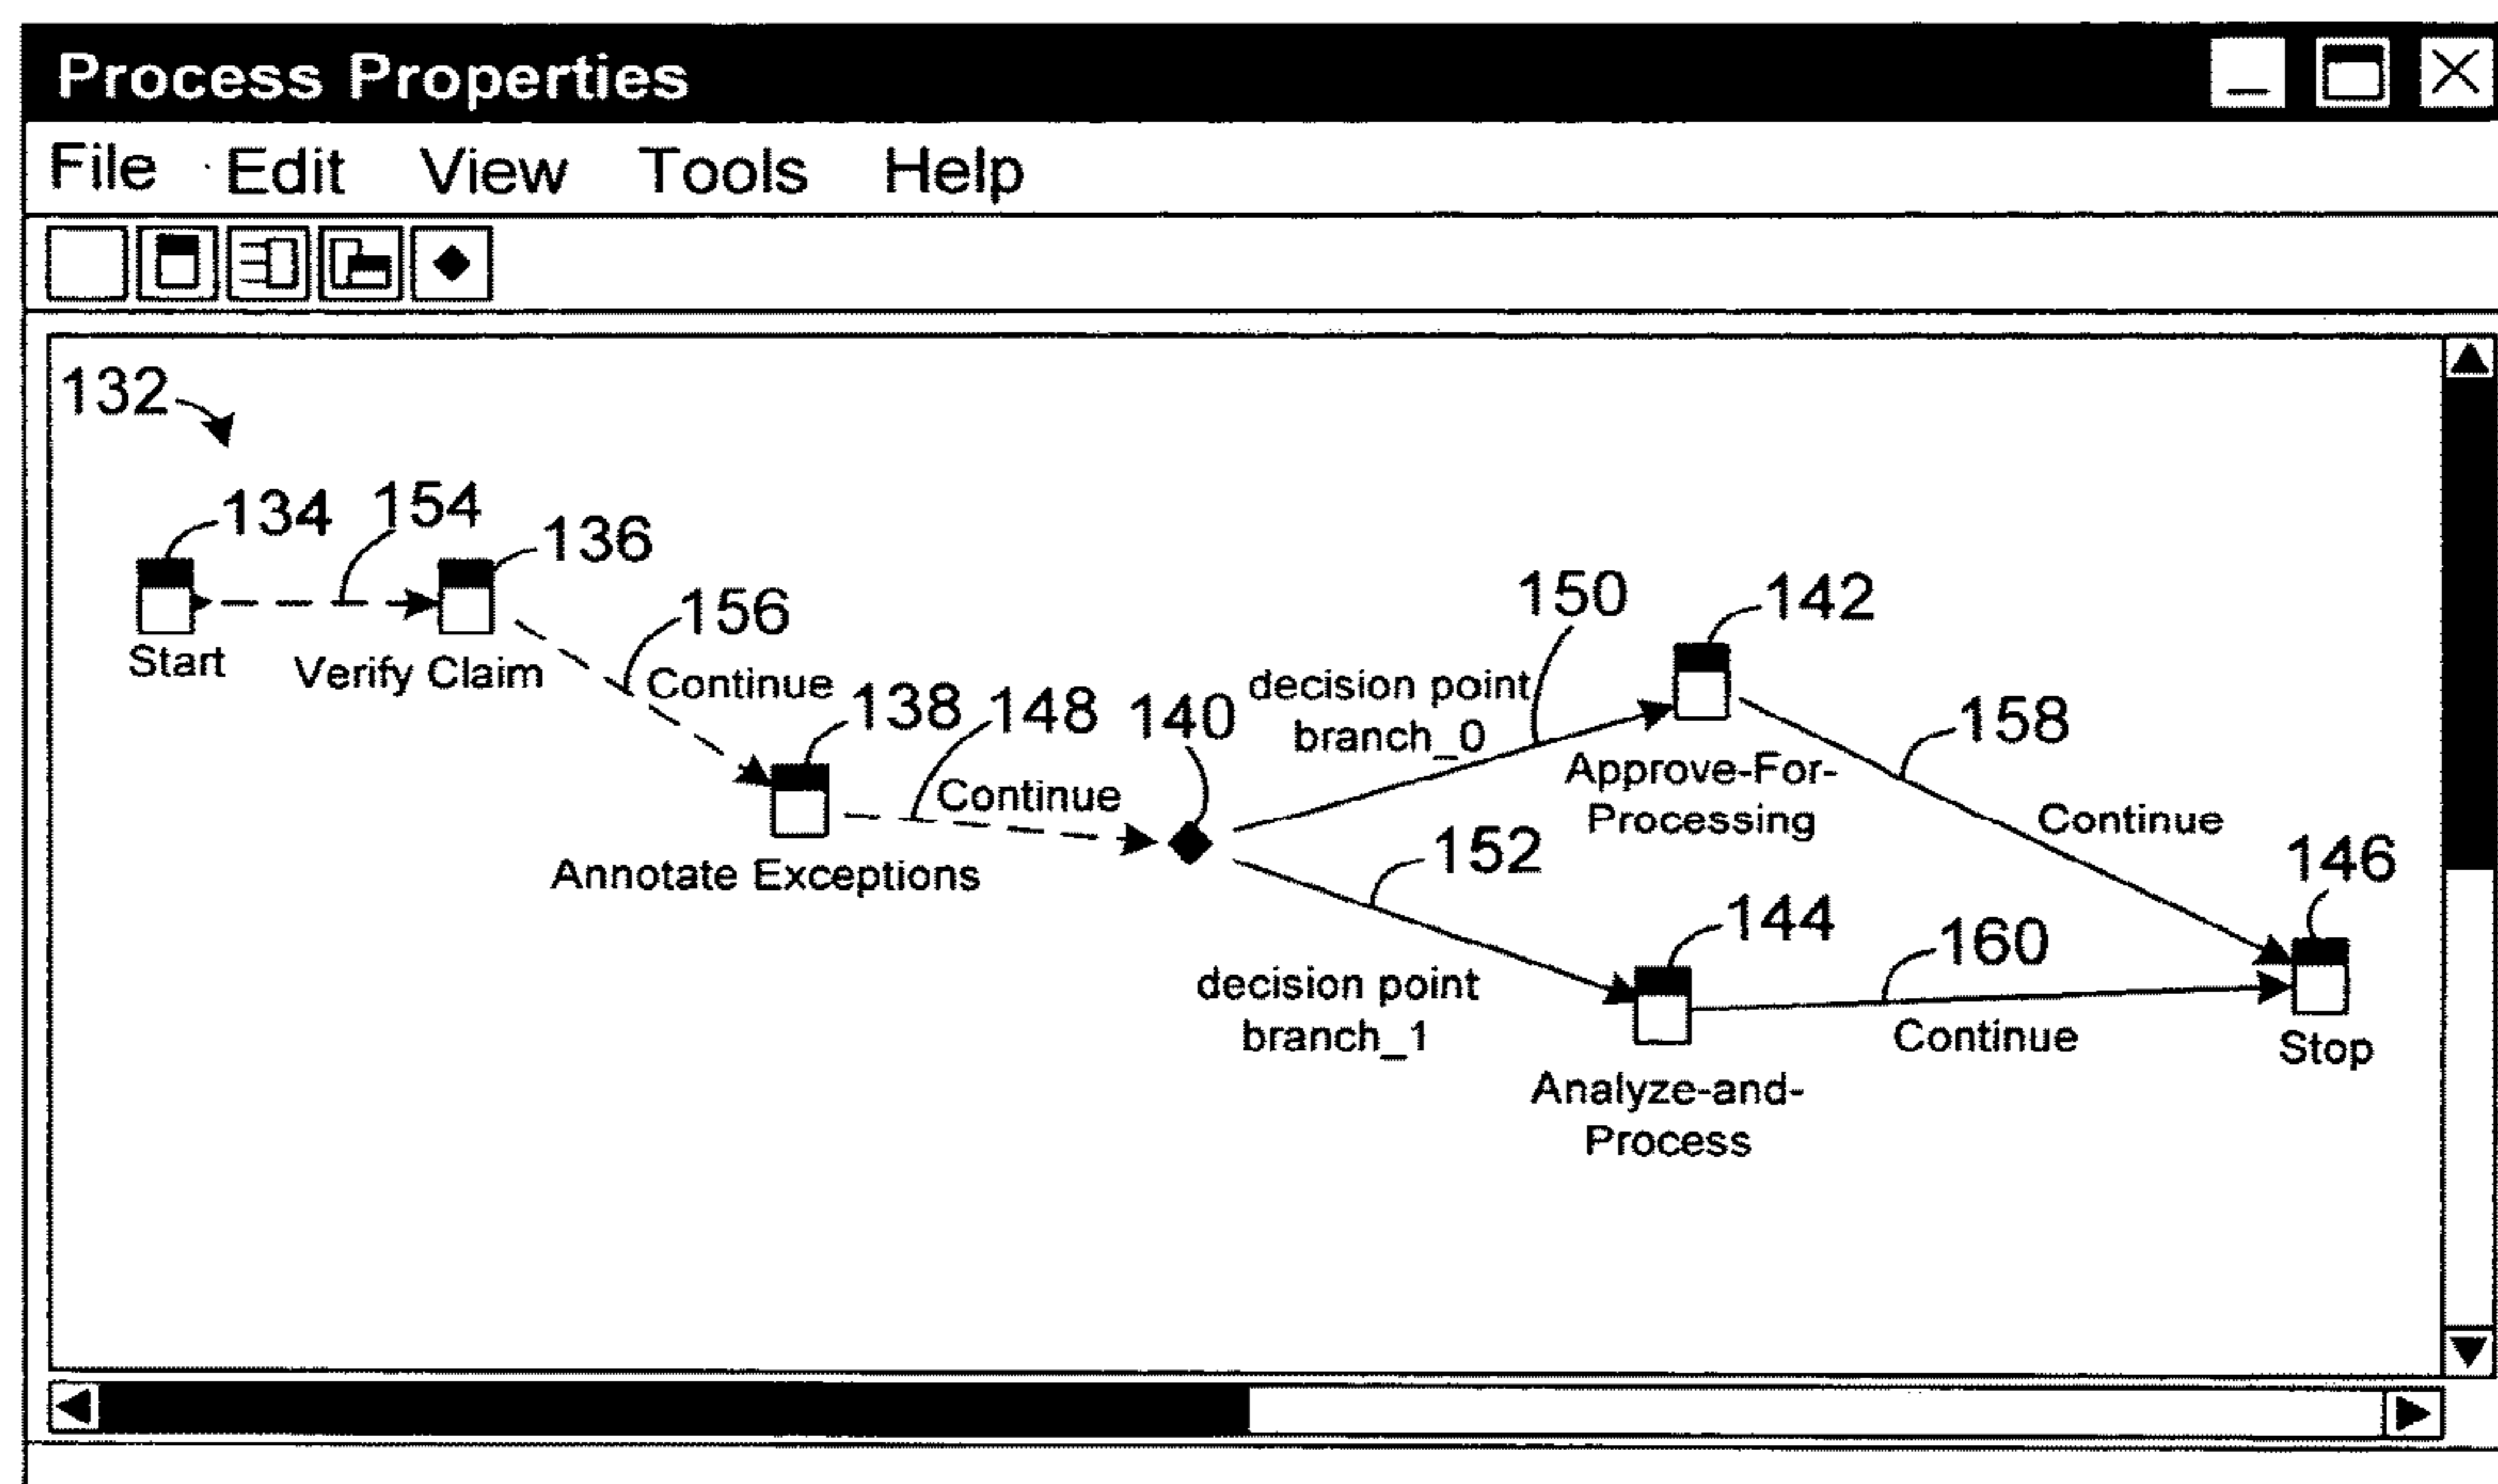 Process Properties
File Edit View Tools Help
132
134
154
136
Start
Verify Claim
156
Continue
138
148
140
Continue
Annotate Exceptions
150
142
decision point
branch_0
Approve-For-
Processing
158
Continue
152
144
decision point
branch_1
Analyze-and-
Process
160
Continue
146
Stop